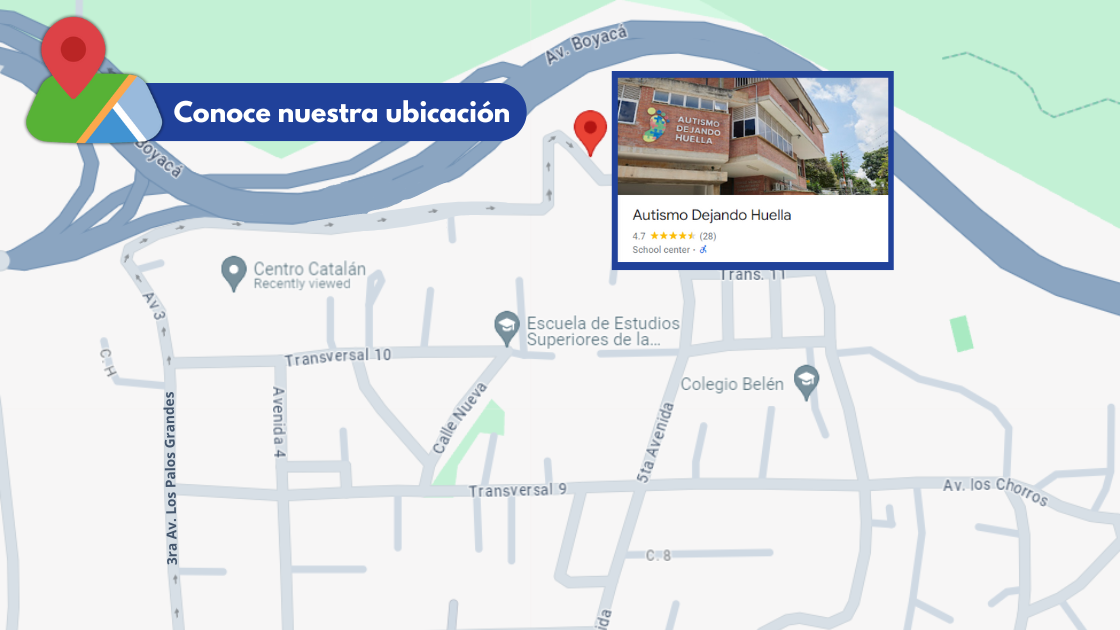 Av. Boyacá
Conoce nuestra ubicación
Boyacá
AUTISMO
DEJANDO
HUELLA
Autismo Dejando Huella
4.7 (28)
School center ·
Trans. 11
Centro Catalán
Recently viewed
Av 3
Escuela de Estudios
Superiores de la...
C. H
Transversal 10
Colegio Belén
3ra Av. Los Palos Grandes
Avenida 4
Calle Nueva
5ta Avenida
Transversal 9
Av. los Chorros
C. 8
da